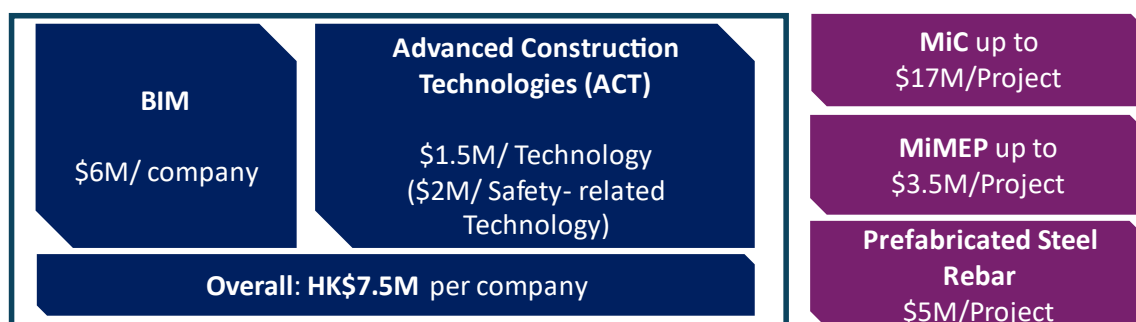 BIM
$6M/ company
Advanced Construction
Technologies (ACT)
$1.5M/ Technology
($2M/ Safety- related
Technology)
Overall: HK$7.5M per company
MiC up to
$17M/Project
MiMEP up to
$3.5M/Project
Prefabricated Steel
Rebar
$5M/Project